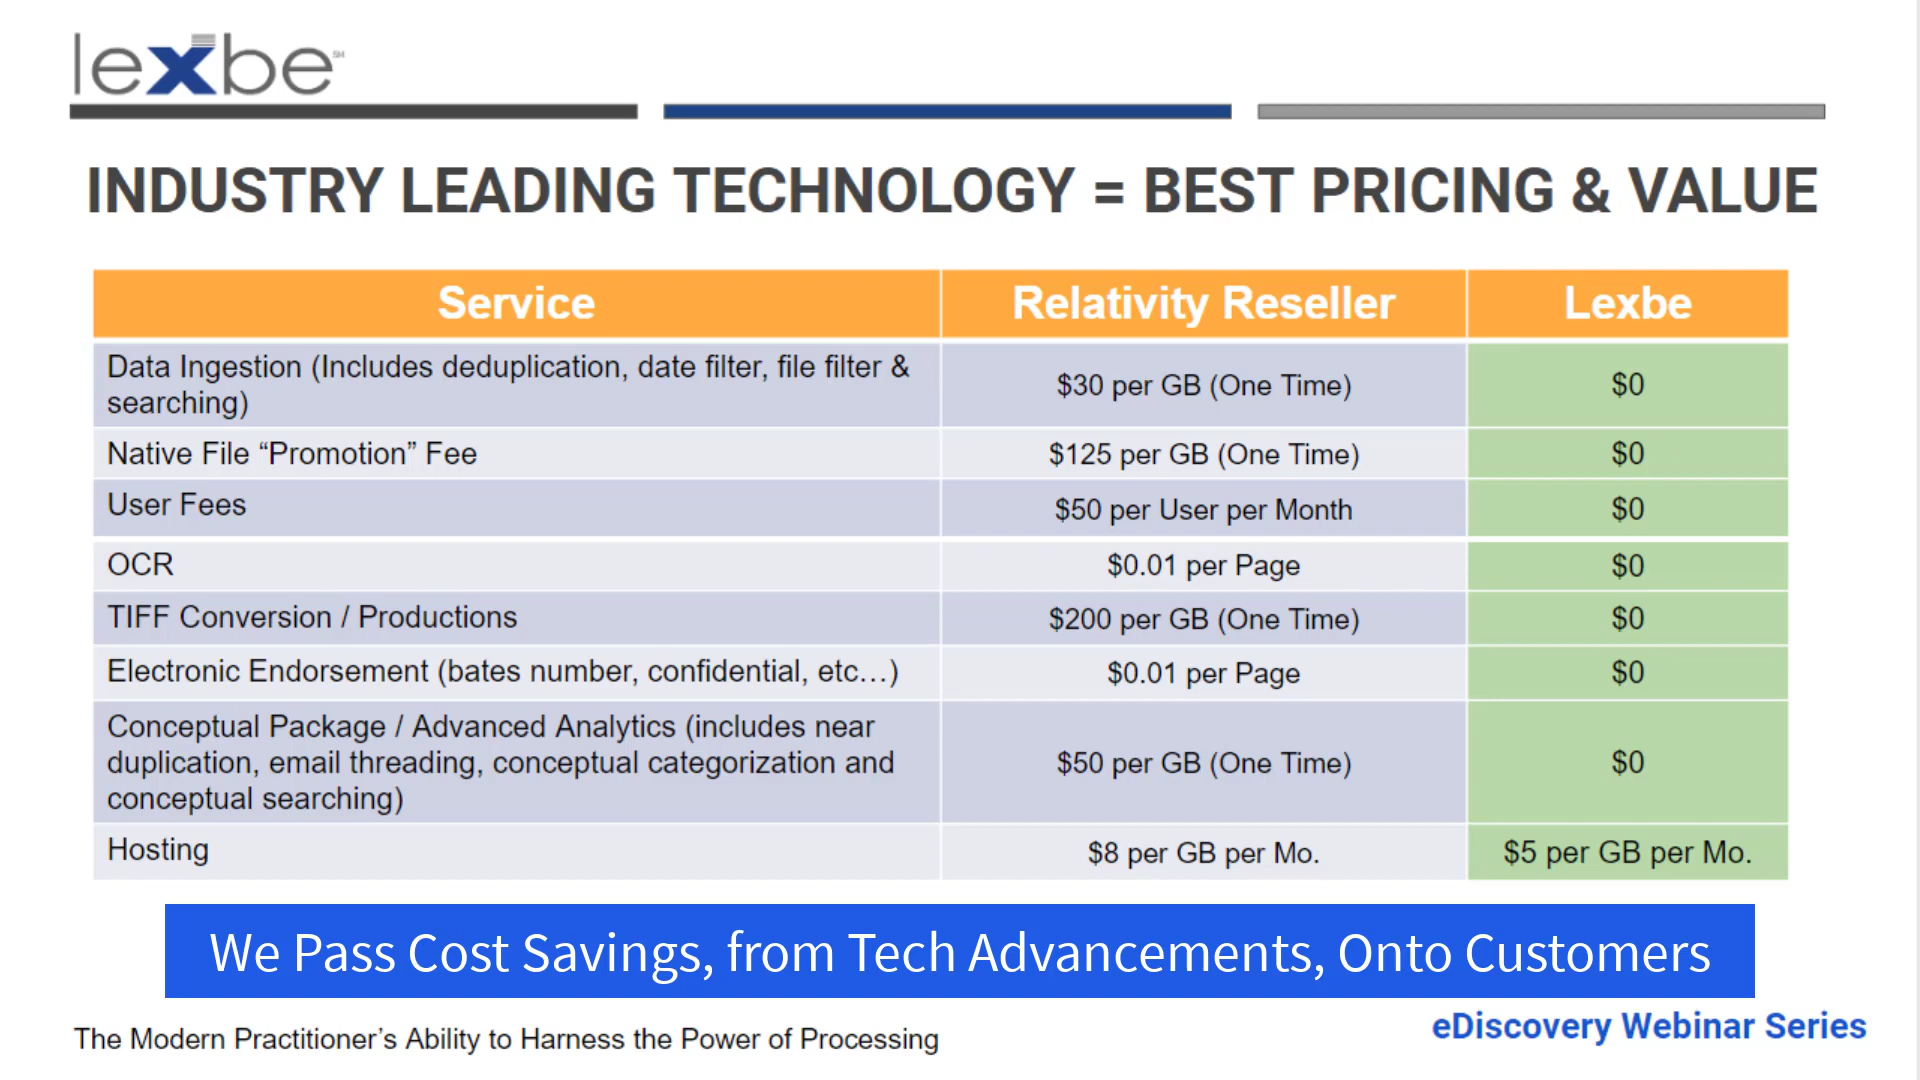 lexbe SM
INDUSTRY LEADING TECHNOLOGY = BEST PRICING & VALUE
Service Relativity Reseller Lexbe
Data Ingestion (Includes deduplication, date filter, file filter &
searching) $30 per GB (One Time) $0
Native File “Promotion” Fee $125 per GB (One Time) $0
User Fees $50 per User per Month $0
OCR $0.01 per Page $0
TIFF Conversion / Productions $200 per GB (One Time) $0
Electronic Endorsement (bates number, confidential, etc…) $0.01 per Page $0
Conceptual Package / Advanced Analytics (includes near
duplication, email threading, conceptual categorization and
conceptual searching) $50 per GB (One Time) $0
Hosting $8 per GB per Mo. $5 per GB per Mo.
We Pass Cost Savings, from Tech Advancements, Onto Customers
The Modern Practitioner’s Ability to Harness the Power of Processing
eDiscovery Webinar Series